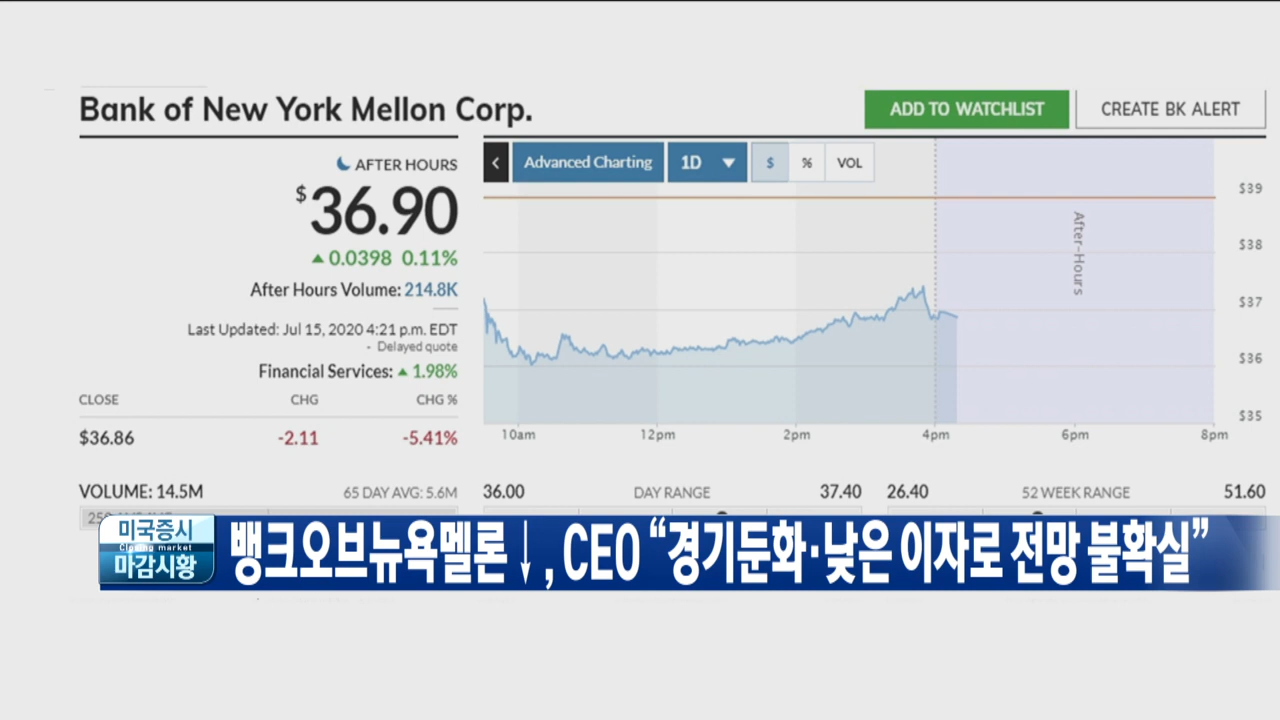 Bank of New York Mellon Corp.
ADD TO WATCHLIST
CREATE BK ALERT
AFTER HOURS
$36.90
▲ 0.0398 0.11%
After Hours Volume: 214.8K
Last Updated: Jul 15, 2020 4:21 p.m. EDT
- Delayed quote
Financial Services: ▲ 1.98%
CLOSE CHG CHG %
$36.86 -2.11 -5.41%
Advanced Charting 1D ▼ $ % VOL
After-Hours
$39
$38
$37
$36
$35
10am 12pm 2pm 4pm 6pm 8pm
VOLUME: 14.5M 65 DAY AVG: 5.6M
36.00 DAY RANGE 37.40
26.40 52 WEEK RANGE 51.60
미국증시
Closing market
마감시황
뱅크오브뉴욕멜론↓, CEO “경기둔화·낮은 이자로 전망 불확실”